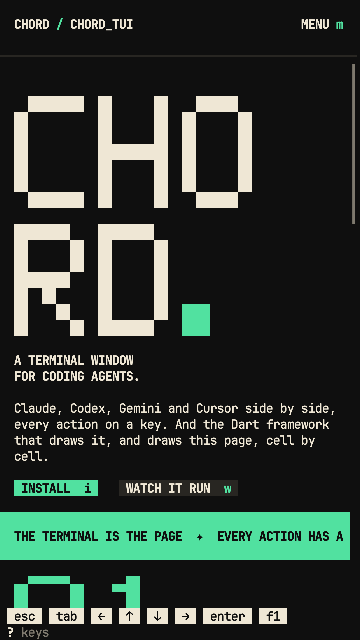 CHORD / CHORD_TUI
MENU m
CHO
RD.
A TERMINAL WINDOW
FOR CODING AGENTS.
Claude, Codex, Gemini and Cursor side by side,
every action on a key. And the Dart framework
that draws it, and draws this page, cell by
cell.
INSTALL i
WATCH IT RUN w
THE TERMINAL IS THE PAGE ✦ EVERY ACTION HAS A
01
esc tab ← ↑ ↓ → enter f1
? keys